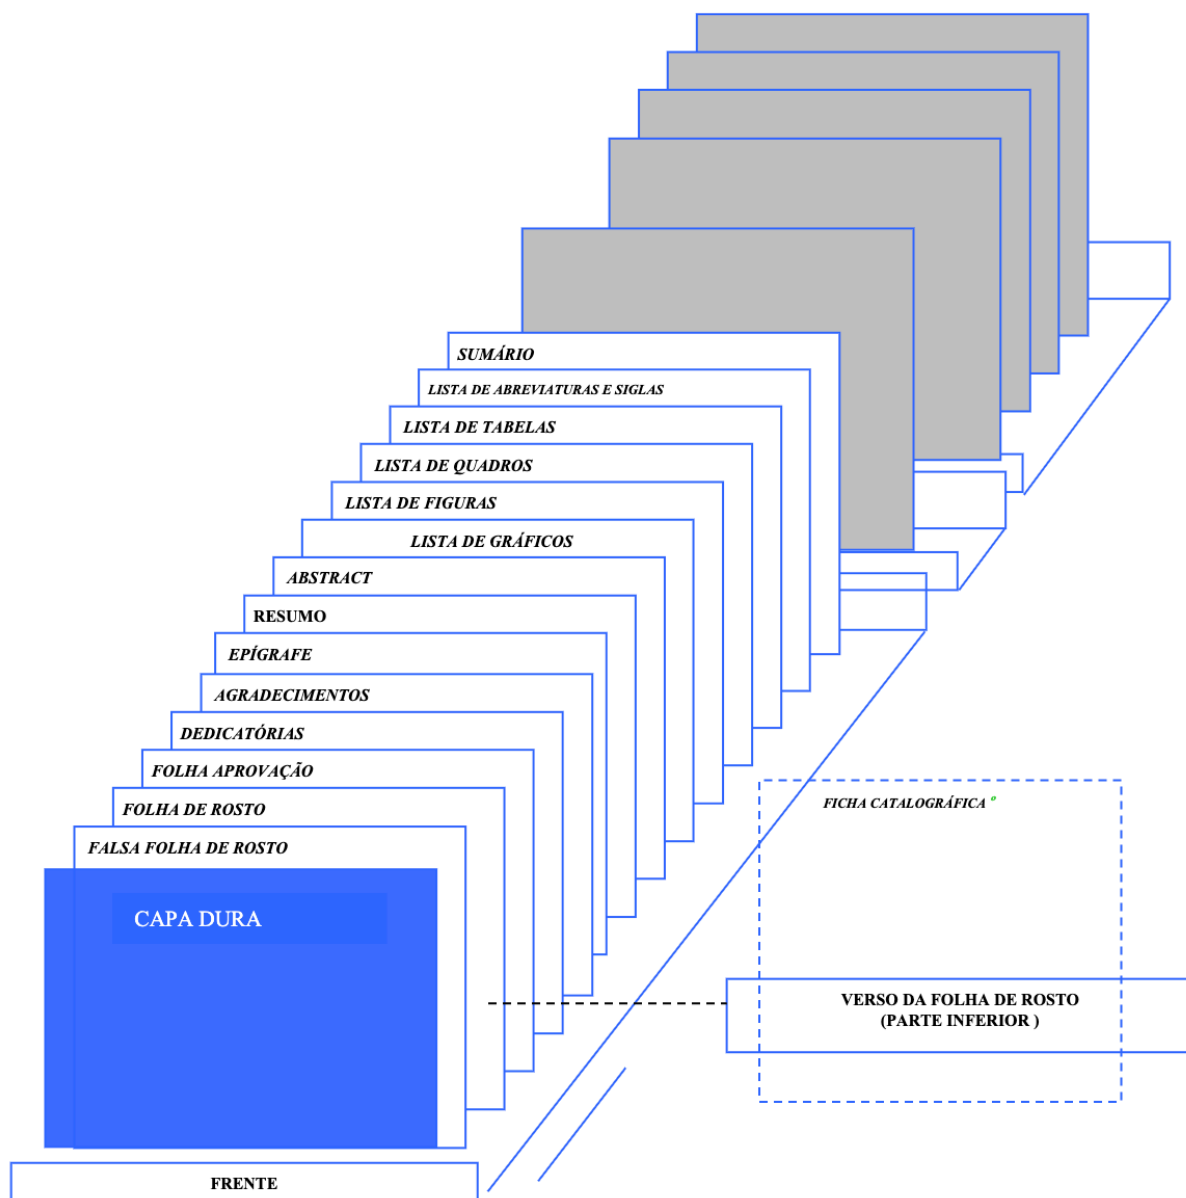 SUMÁRIO
LISTA DE ABREVIATURAS E SIGLAS
LISTA DE TABELAS
LISTA DE QUADROS
LISTA DE FIGURAS
LISTA DE GRÁFICOS
ABSTRACT
RESUMO
EPÍGRAFE
AGRADECIMENTOS
DEDICATÓRIAS
FOLHA APROVAÇÃO
FOLHA DE ROSTO
FALSA FOLHA DE ROSTO
CAPA DURA
FICHA CATALOGRÁFICA º
VERSO DA FOLHA DE ROSTO
(PARTE INFERIOR )
FRENTE